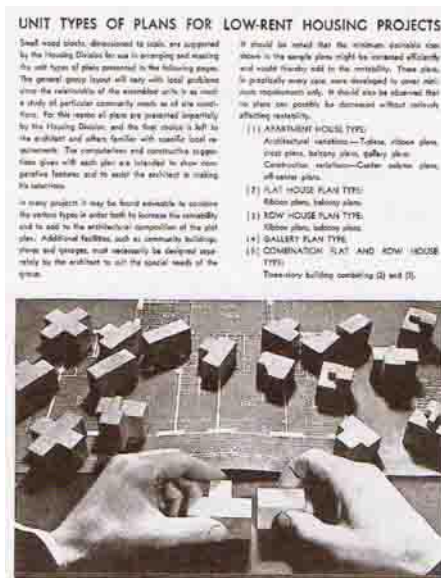 UNIT TYPES OF PLANS FOR LOW-RENT HOUSING PROJECTS
Small wood blocks, dimensioned to scale, are suggested
by the Housing Division for use in arranging and massing
the unit types of plans presented in the following pages.
The general group layout will vary with local problems
since the relationship of the assembled units is as much
a study of particular community needs as of site condi-
tions. For this reason all plans are presented impartially
by the Housing Division, and the final choice is left to
the architect and others familiar with specific local re-
quirements. The computations and construction sugges-
tions given with each plan are intended to show com-
parative features and to assist the architect in making
his selections.
In many projects it may be found advisable to combine
the various types in order both to increase the rentability
and to add to the architectural composition of the plot
plan. Additional facilities, such as community buildings,
stores and garages, must necessarily be designed sepa-
rately by the architect to suit the special needs of the
group.
It should be noted that the minimum desirable sizes
shown in the sample plans might be increased efficiently
and would thereby add to the rentability. These plans,
in practically every case, were developed to cover mini-
mum requirements only. It should also be observed that
no plans can possibly be decreased without seriously
affecting rentability.
(1) APARTMENT HOUSE TYPE:
Architectural variations—T-plans, ribbon plans,
cross plans, balcony plans, gallery plans.
Construction variations—Center column plans,
off-center plans.
(2) FLAT HOUSE PLAN TYPE:
Ribbon plans, balcony plans.
(3) ROW HOUSE PLAN TYPE:
Ribbon plans, balcony plans.
(4) GALLERY PLAN TYPE.
(5) COMBINATION FLAT AND ROW HOUSE
TYPE:
Three-story building combining (2) and (3).